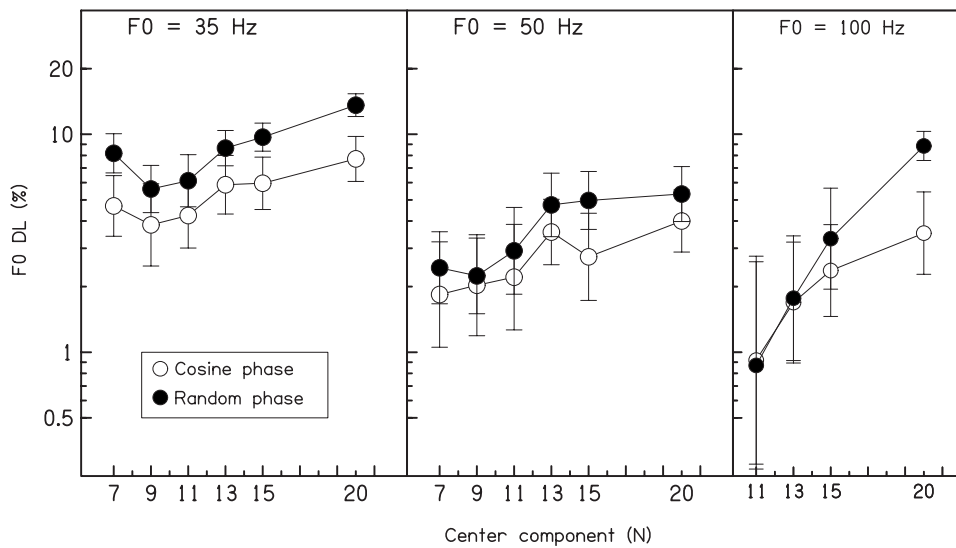 F0 = 35 Hz
F0 = 50 Hz
F0 = 100 Hz
20
10
1
0.5
F0 DL (%)
Cosine phase
Random phase
7 9 11 13 15 20
7 9 11 13 15 20
11 13 15 20
Center component (N)